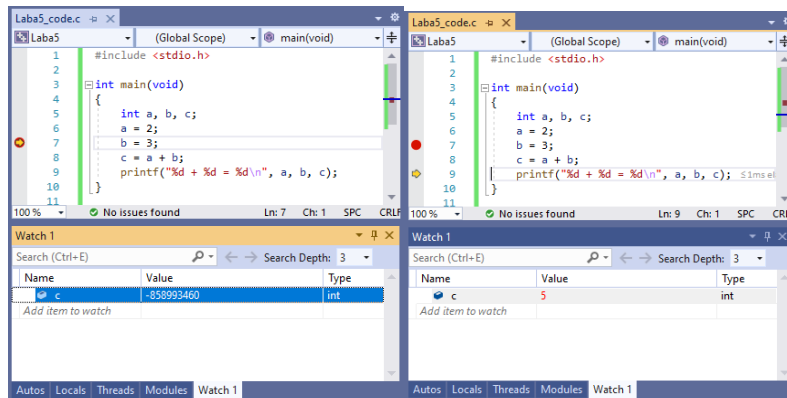 Laba5_code.c
Laba5 (Global Scope) main(void)
1 #include <stdio.h>
2
3 int main(void)
4 {
5 int a, b, c;
6 a = 2;
7 b = 3;
8 c = a + b;
9 printf("%d + %d = %d\n", a, b, c);
10 }
11
100 % No issues found Ln: 7 Ch: 1 SPC CRLF
Watch 1
Search (Ctrl+E) Search Depth: 3
Name Value Type
c -858993460 int
Add item to watch
Autos Locals Threads Modules Watch 1
Laba5_code.c
Laba5 (Global Scope) main(void)
1 #include <stdio.h>
2
3 int main(void)
4 {
5 int a, b, c;
6 a = 2;
7 b = 3;
8 c = a + b;
9 printf("%d + %d = %d\n", a, b, c); ≤1ms el
10 }
11
100 % No issues found Ln: 9 Ch: 1 SPC CR
Watch 1
Search (Ctrl+E) Search Depth: 3
Name Value Type
c 5 int
Add item to watch
Autos Locals Threads Modules Watch 1